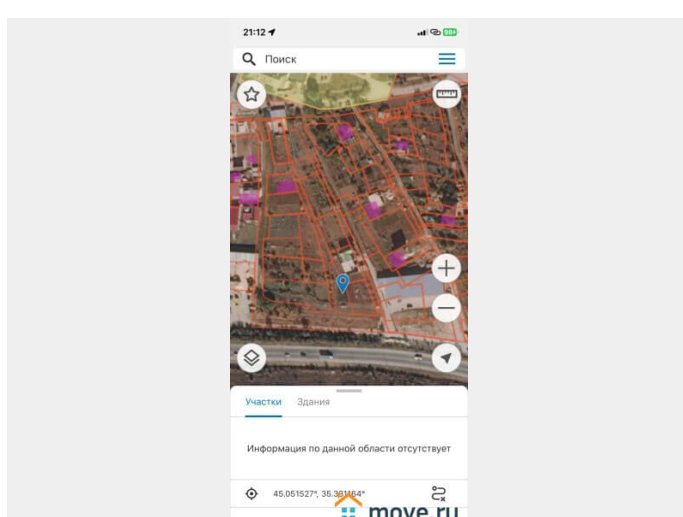 21:12
Поиск
Участки Здания
Информация по данной области отсутствует
45.051527°, 35.381164°
move.ru